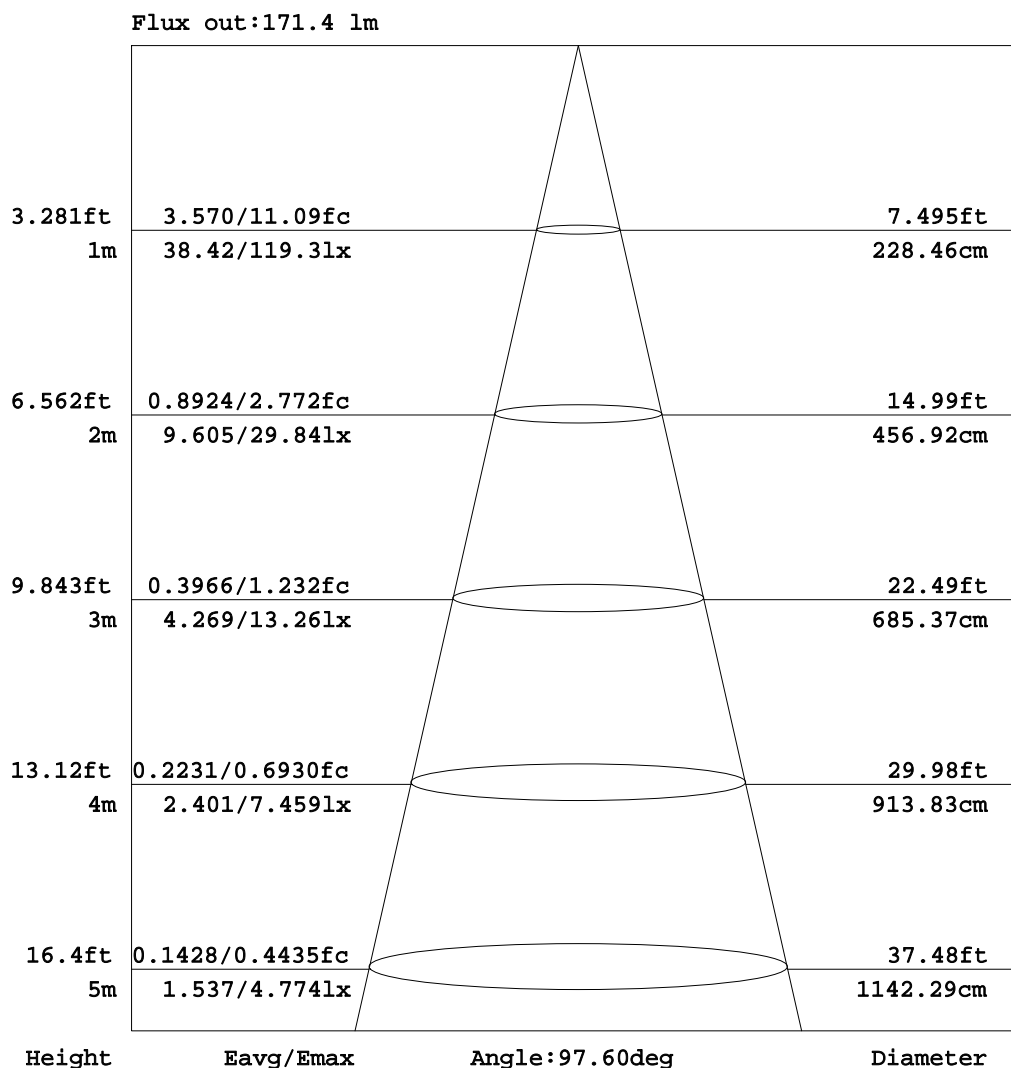 Flux out:171.4 lm
3.281ft 3.570/11.09fc 7.495ft
1m 38.42/119.3lx 228.46cm
6.562ft 0.8924/2.772fc 14.99ft
2m 9.605/29.84lx 456.92cm
9.843ft 0.3966/1.232fc 22.49ft
3m 4.269/13.26lx 685.37cm
13.12ft 0.2231/0.6930fc 29.98ft
4m 2.401/7.459lx 913.83cm
16.4ft 0.1428/0.4435fc 37.48ft
5m 1.537/4.774lx 1142.29cm
Height Eavg/Emax Angle:97.60deg Diameter